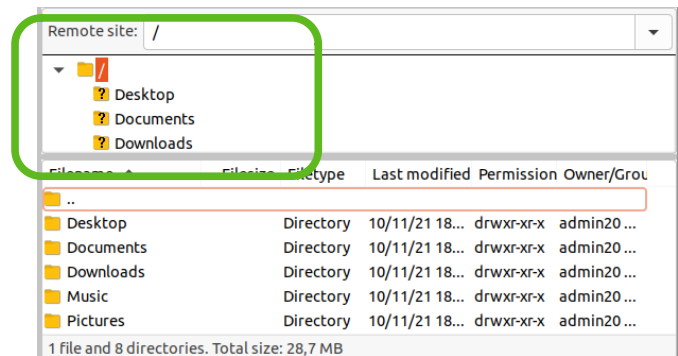 Remote site: /
/
? Desktop
? Documents
? Downloads
Filename Filesize Filetype Last modified Permission Owner/Grou
..
Desktop Directory 10/11/21 18... drwxr-xr-x admin20 ...
Documents Directory 10/11/21 18... drwxr-xr-x admin20 ...
Downloads Directory 10/11/21 18... drwxr-xr-x admin20 ...
Music Directory 10/11/21 18... drwxr-xr-x admin20 ...
Pictures Directory 10/11/21 18... drwxr-xr-x admin20 ...
1 file and 8 directories. Total size: 28,7 MB